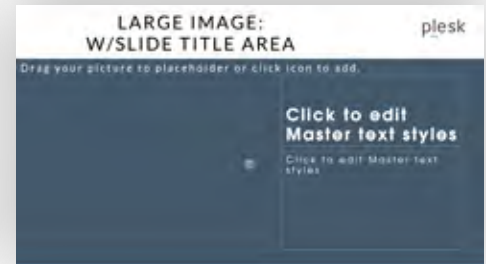 LARGE IMAGE:
W/SLIDE TITLE AREA
plesk
Drag your picture to placeholder or click icon to add.
Click to edit
Master text styles
Click to edit Master text
styles